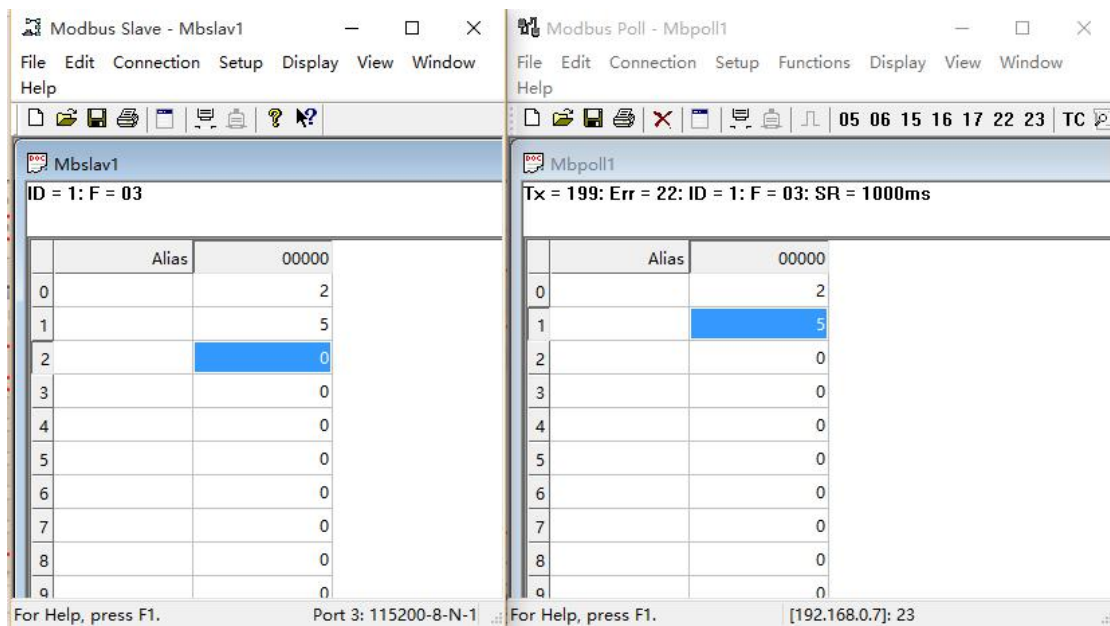 Modbus Slave - Mbslav1
File Edit Connection Setup Display View Window
Help
Mbslav1
ID = 1: F = 03
Alias 00000
0 2
1 5
2 0
3 0
4 0
5 0
6 0
7 0
8 0
9 0
For Help, press F1. Port 3: 115200-8-N-1
Modbus Poll - Mbpoll1
File Edit Connection Setup Functions Display View Window
Help
05 06 15 16 17 22 23 TC
Mbpoll1
Tx = 199: Err = 22: ID = 1: F = 03: SR = 1000ms
Alias 00000
0 2
1 5
2 0
3 0
4 0
5 0
6 0
7 0
8 0
9 0
For Help, press F1. [192.168.0.7]: 23